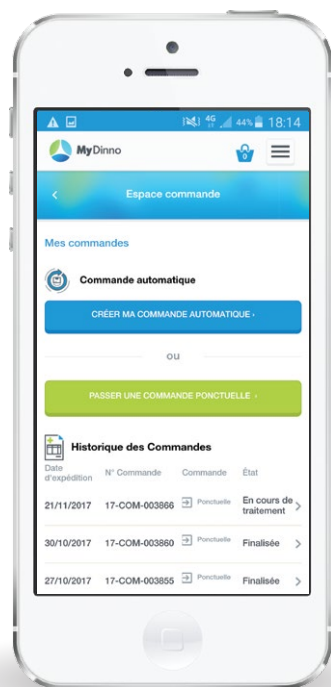 4G 44% 18:14
MyDinno
0
Espace commande
Mes commandes
Commande automatique
CRÉER MA COMMANDE AUTOMATIQUE ›
ou
PASSER UNE COMMANDE PONCTUELLE ›
Historique des Commandes
Date d'expédition N° Commande Commande État
21/11/2017 17-COM-003866 Ponctuelle En cours de traitement >
30/10/2017 17-COM-003860 Ponctuelle Finalisée >
27/10/2017 17-COM-003855 Ponctuelle Finalisée >